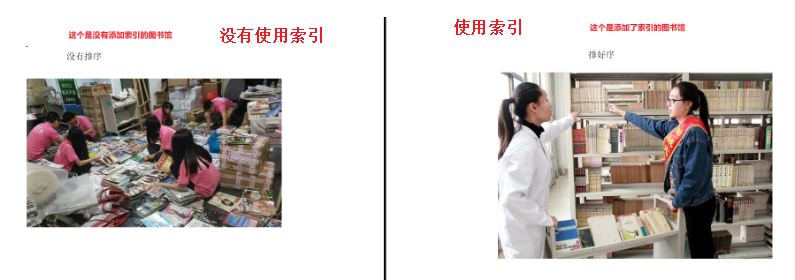 这个是没有添加索引的图书馆
没有使用索引
没有排序
使用索引
这个是添加了索引的图书馆
排好序